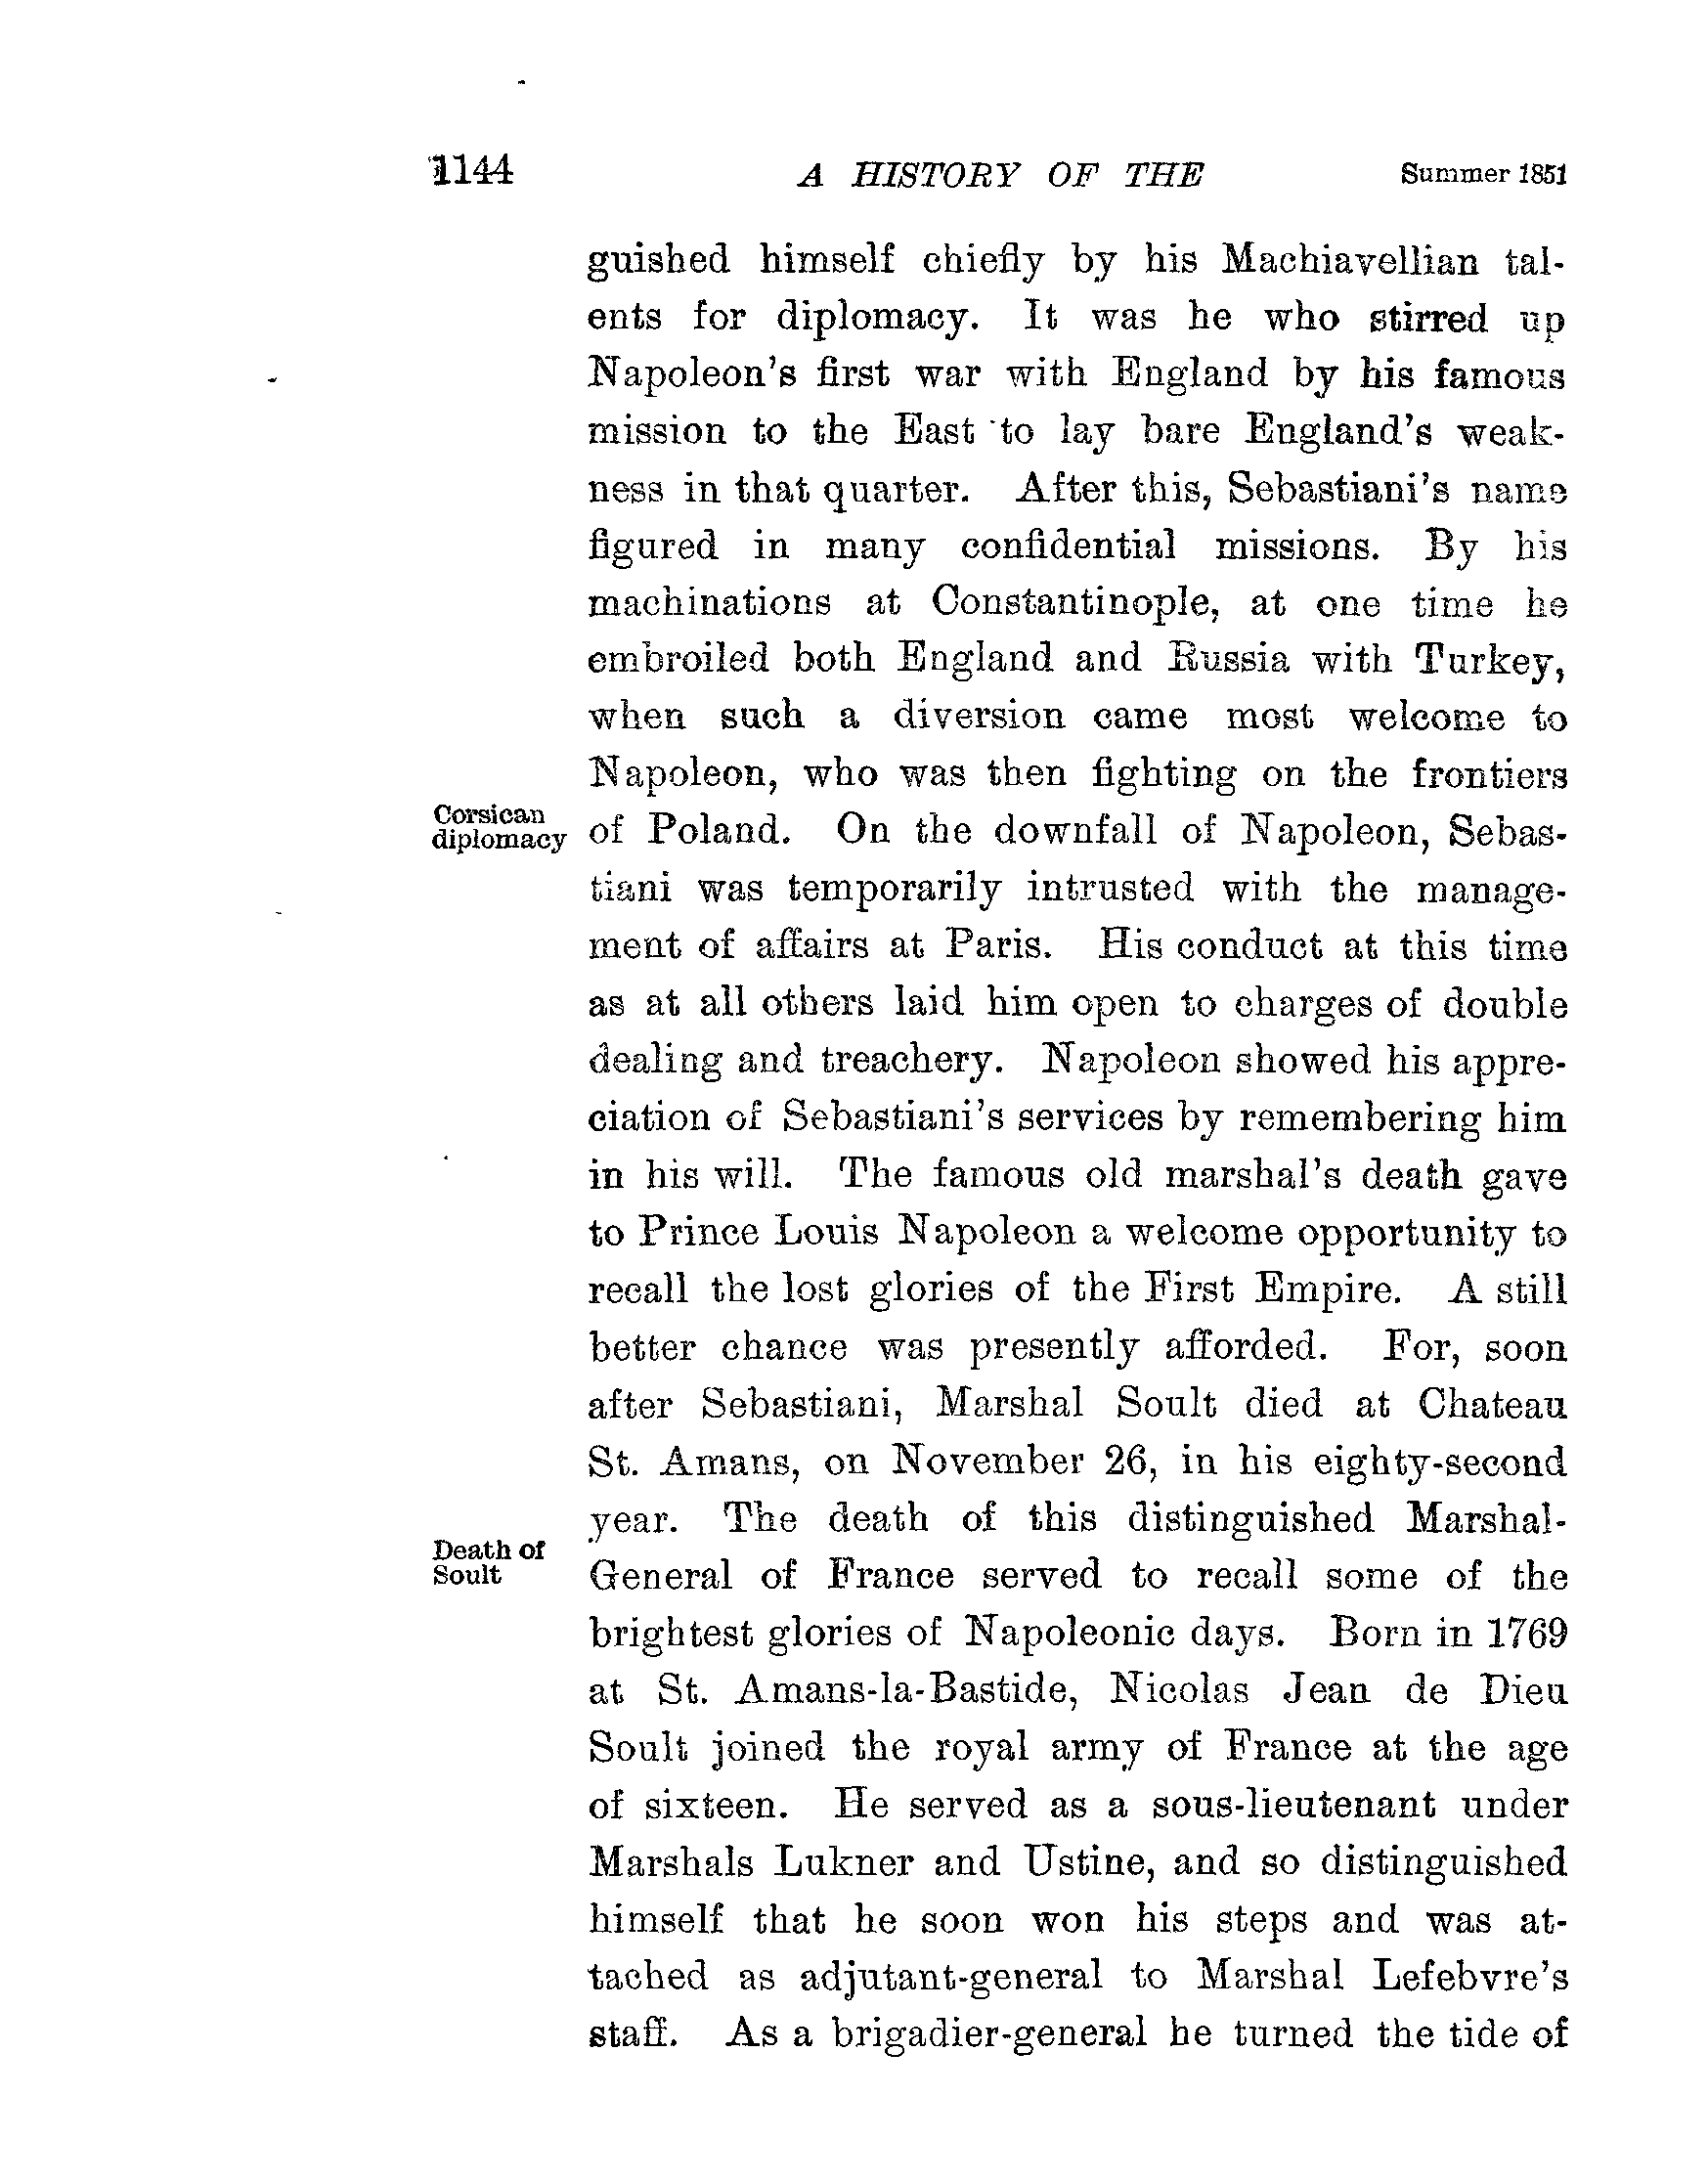 1144 A HISTORY OF THE Summer 1851
guished himself chiefly by his Machiavellian tal-
ents for diplomacy. It was he who stirred up
Napoleon's first war with England by his famous
mission to the East to lay bare England's weak-
ness in that quarter. After this, Sebastiani's name
figured in many confidential missions. By his
machinations at Constantinople, at one time he
embroiled both England and Russia with Turkey,
when such a diversion came most welcome to
Napoleon, who was then fighting on the frontiers
Corsican
diplomacy
of Poland. On the downfall of Napoleon, Sebas-
tiani was temporarily intrusted with the manage-
ment of affairs at Paris. His conduct at this time
as at all others laid him open to charges of double
dealing and treachery. Napoleon showed his appre-
ciation of Sebastiani's services by remembering him
in his will. The famous old marshal's death gave
to Prince Louis Napoleon a welcome opportunity to
recall the lost glories of the First Empire. A still
better chance was presently afforded. For, soon
after Sebastiani, Marshal Soult died at Chateau
St. Amans, on November 26, in his eighty-second
year. The death of this distinguished Marshal-
Death of
Soult
General of France served to recall some of the
brightest glories of Napoleonic days. Born in 1769
at St. Amans-la-Bastide, Nicolas Jean de Dieu
Soult joined the royal army of France at the age
of sixteen. He served as a sous-lieutenant under
Marshals Lukner and Ustine, and so distinguished
himself that he soon won his steps and was at-
tached as adjutant-general to Marshal Lefebvre's
staff. As a brigadier-general he turned the tide of